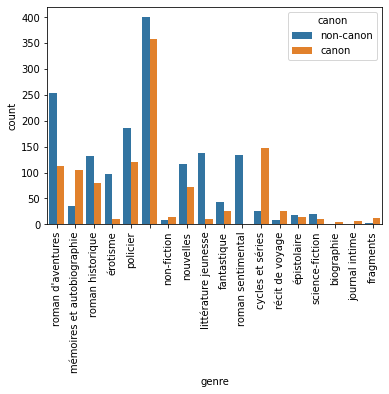 canon
non-canon
canon
count
400
350
300
250
200
150
100
50
0
roman d'aventures
mémoires et autobiographie
roman historique
érotisme
policier
non-fiction
nouvelles
littérature jeunesse
fantastique
roman sentimental
cycles et séries
récit de voyage
épistolaire
science-fiction
biographie
journal intime
fragments
genre